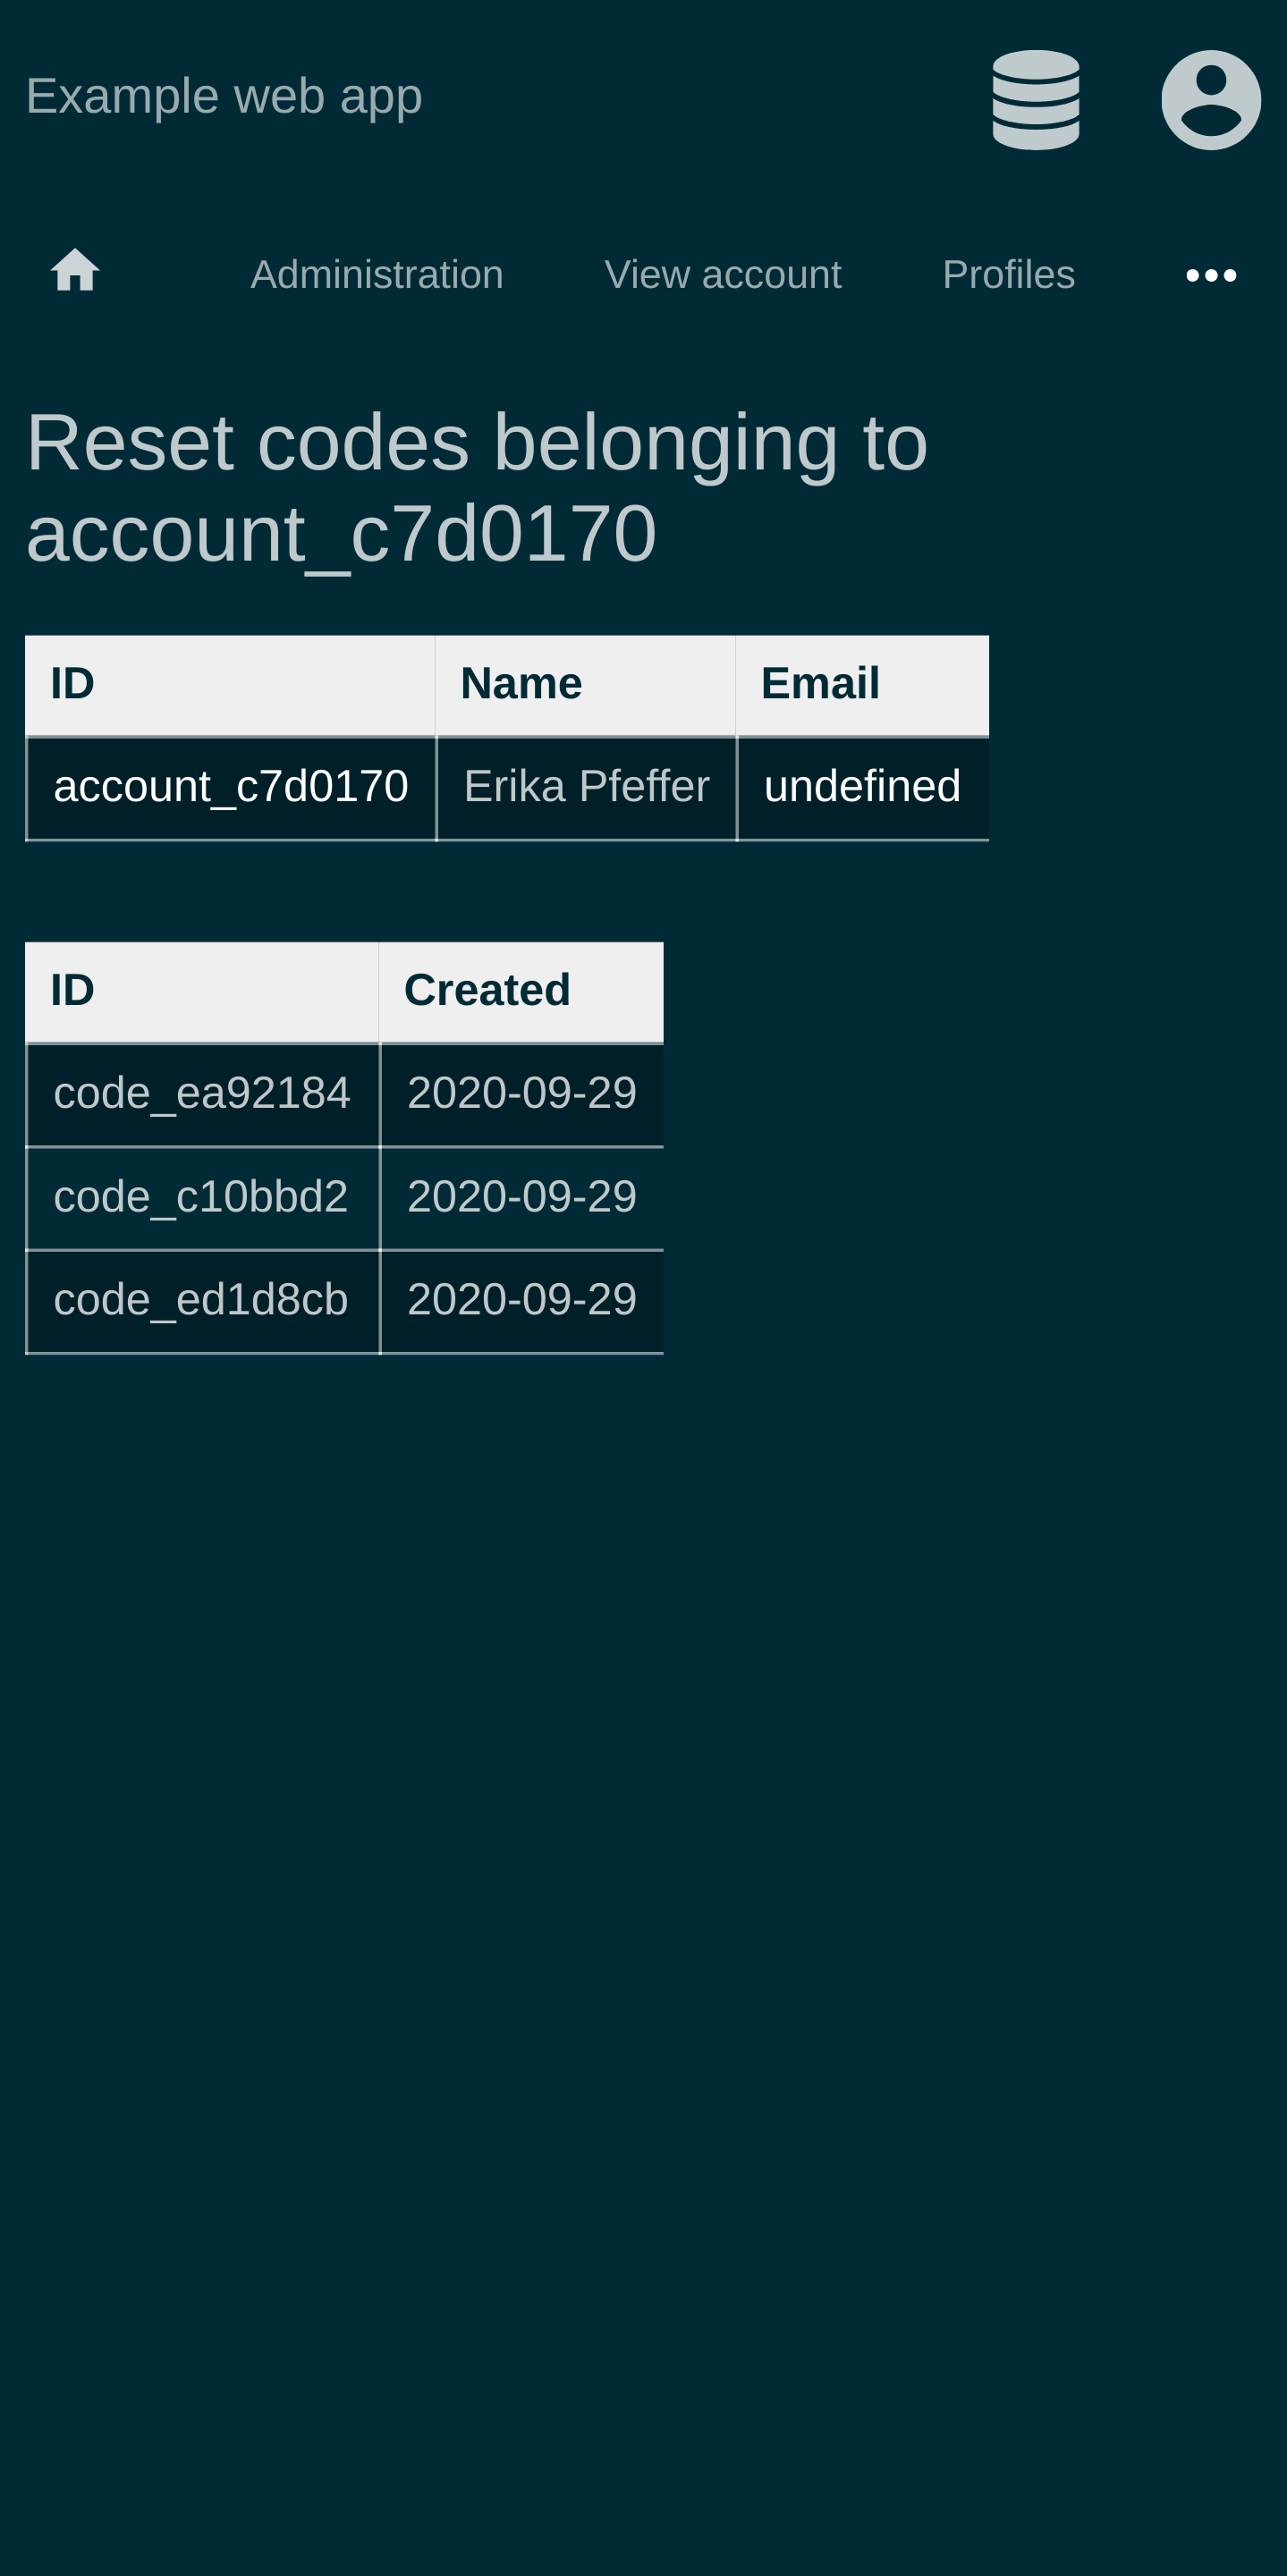 Example web app
Administration View account Profiles
Reset codes belonging to
account_c7d0170
ID Name Email
account_c7d0170 Erika Pfeffer undefined
ID Created
code_ea92184 2020-09-29
code_c10bbd2 2020-09-29
code_ed1d8cb 2020-09-29